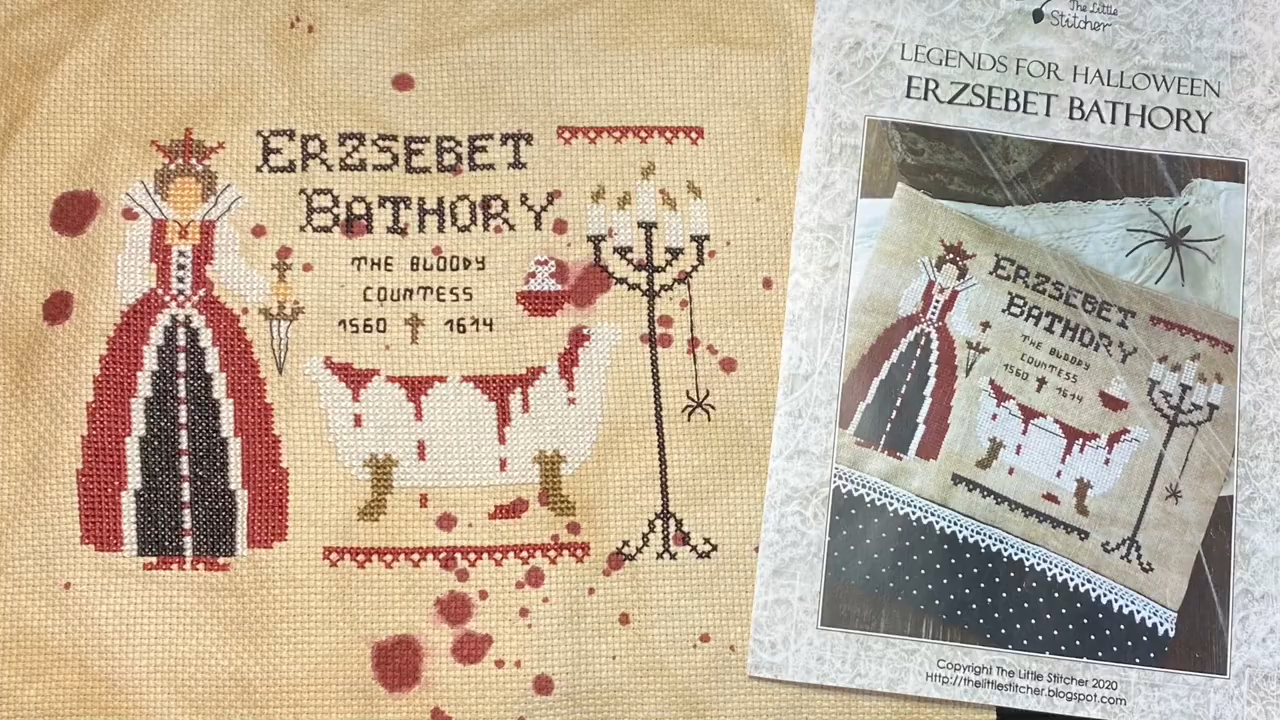 ERZSEBET
BATHORY
THE BLOODY
COUNTESS
1560 1614
The Little
Stitcher
LEGENDS FOR HALLOWEEN
ERZSEBET BATHORY
ERZSEBET
BATHORY
THE BLOODY
COUNTESS
1560 1614
Copyright The Little Stitcher 2020
Http://thelittlestitcher.blogspot.com